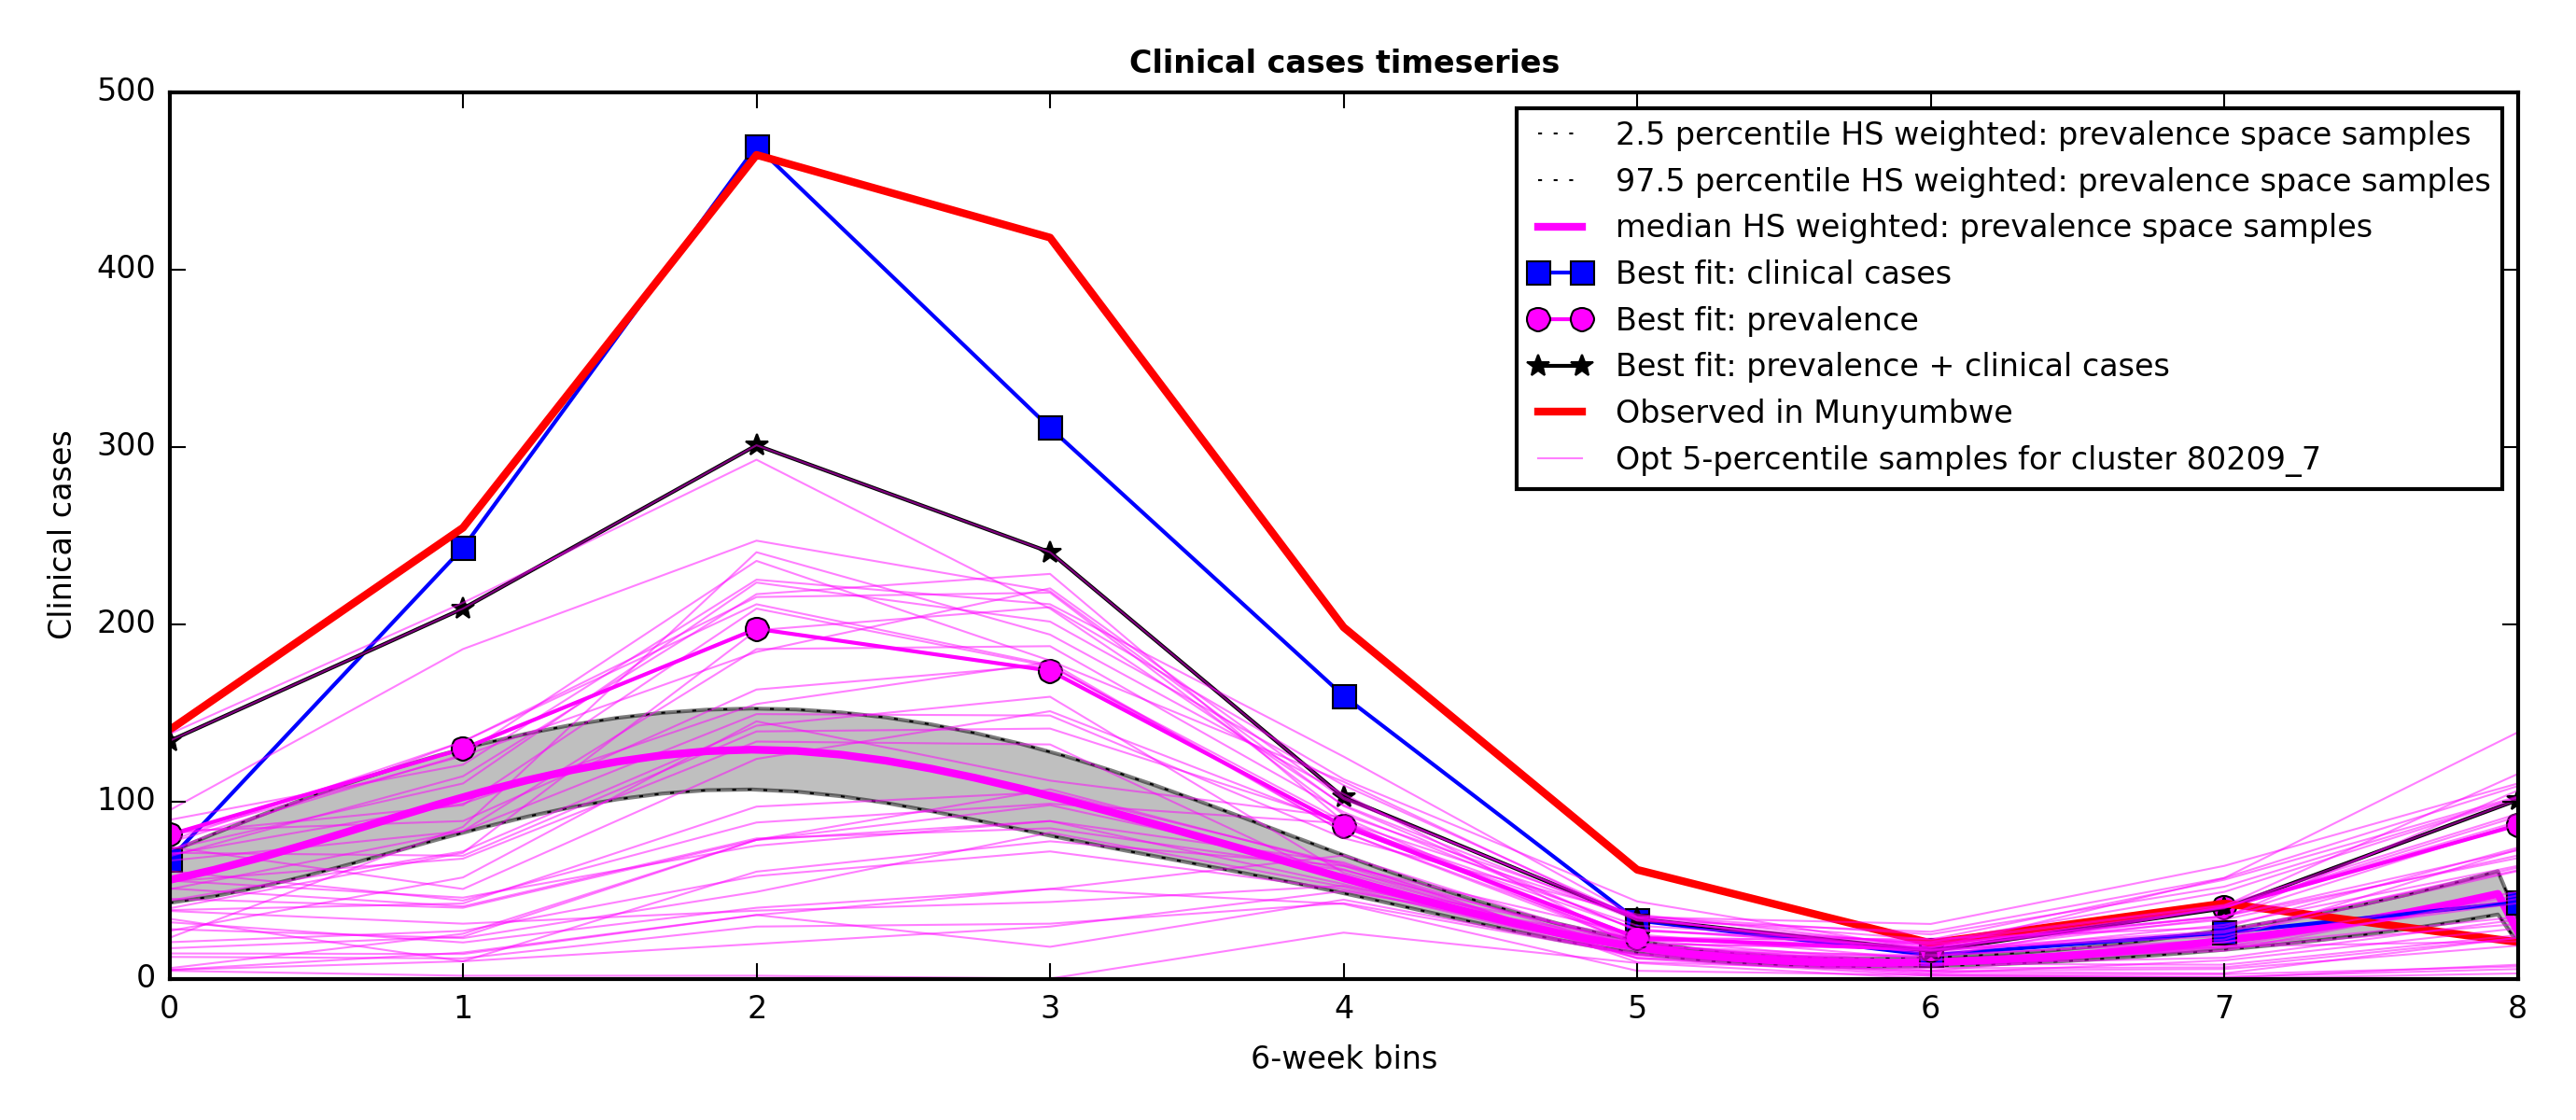 Clinical cases timeseries
500
400
300
200
100
0
Clinical cases
2.5 percentile HS weighted: prevalence space samples
97.5 percentile HS weighted: prevalence space samples
median HS weighted: prevalence space samples
Best fit: clinical cases
Best fit: prevalence
Best fit: prevalence + clinical cases
Observed in Munyumbwe
Opt 5-percentile samples for cluster 80209_7
0 1 2 3 4 5 6 7 8
6-week bins